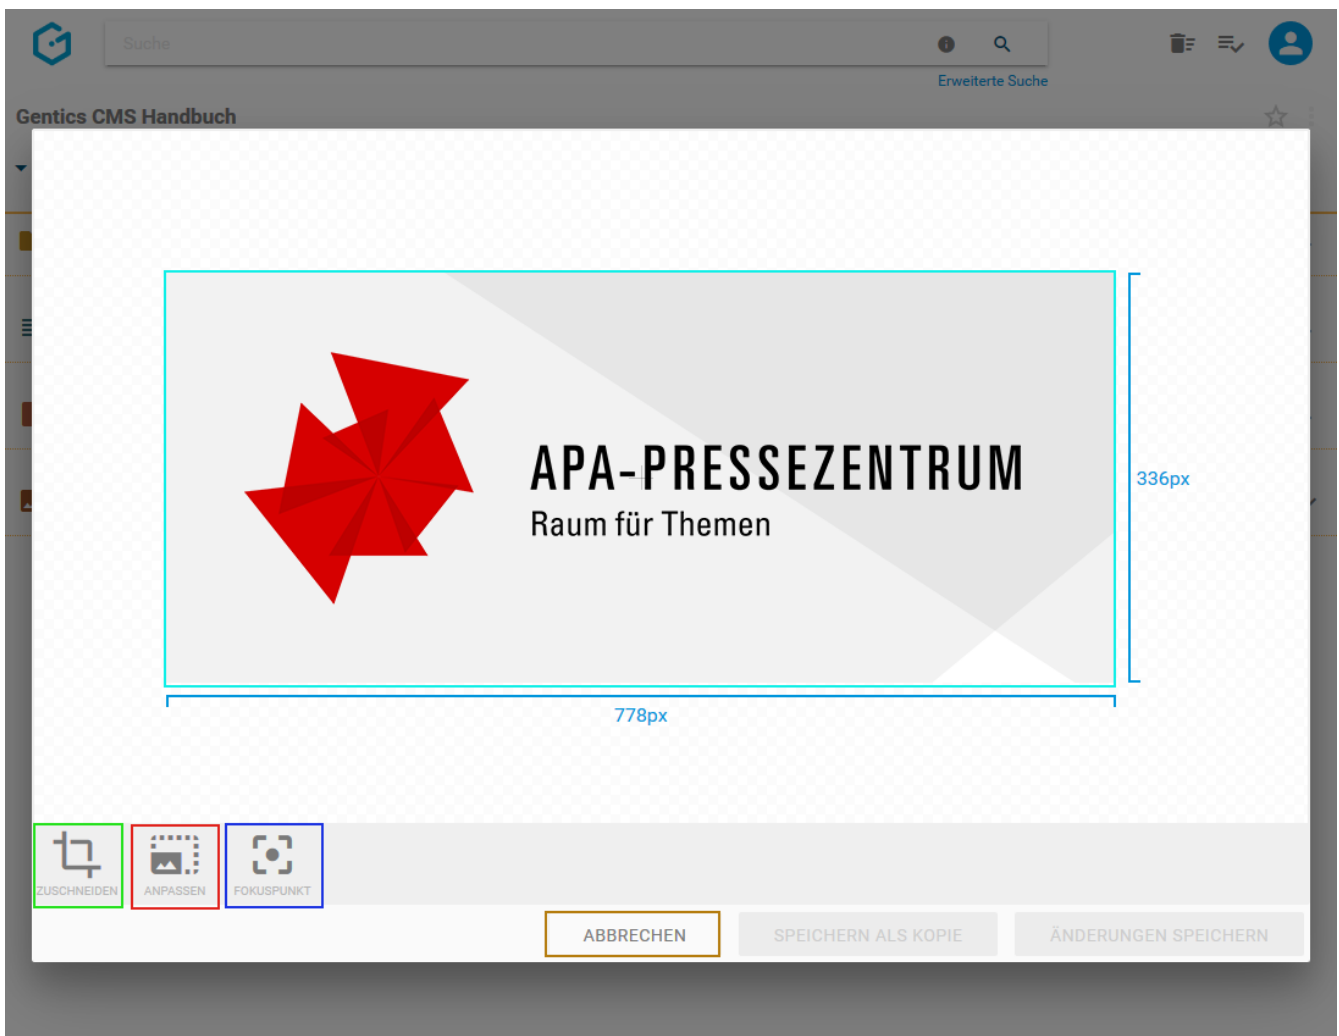 Suche
Erweiterte Suche
Gentics CMS Handbuch
APA-PRESSEZENTRUM
Raum für Themen
336px
778px
ZUSCHNEIDEN
ANPASSEN
FOKUSPUNKT
ABBRECHEN
SPEICHERN ALS KOPIE
ÄNDERUNGEN SPEICHERN